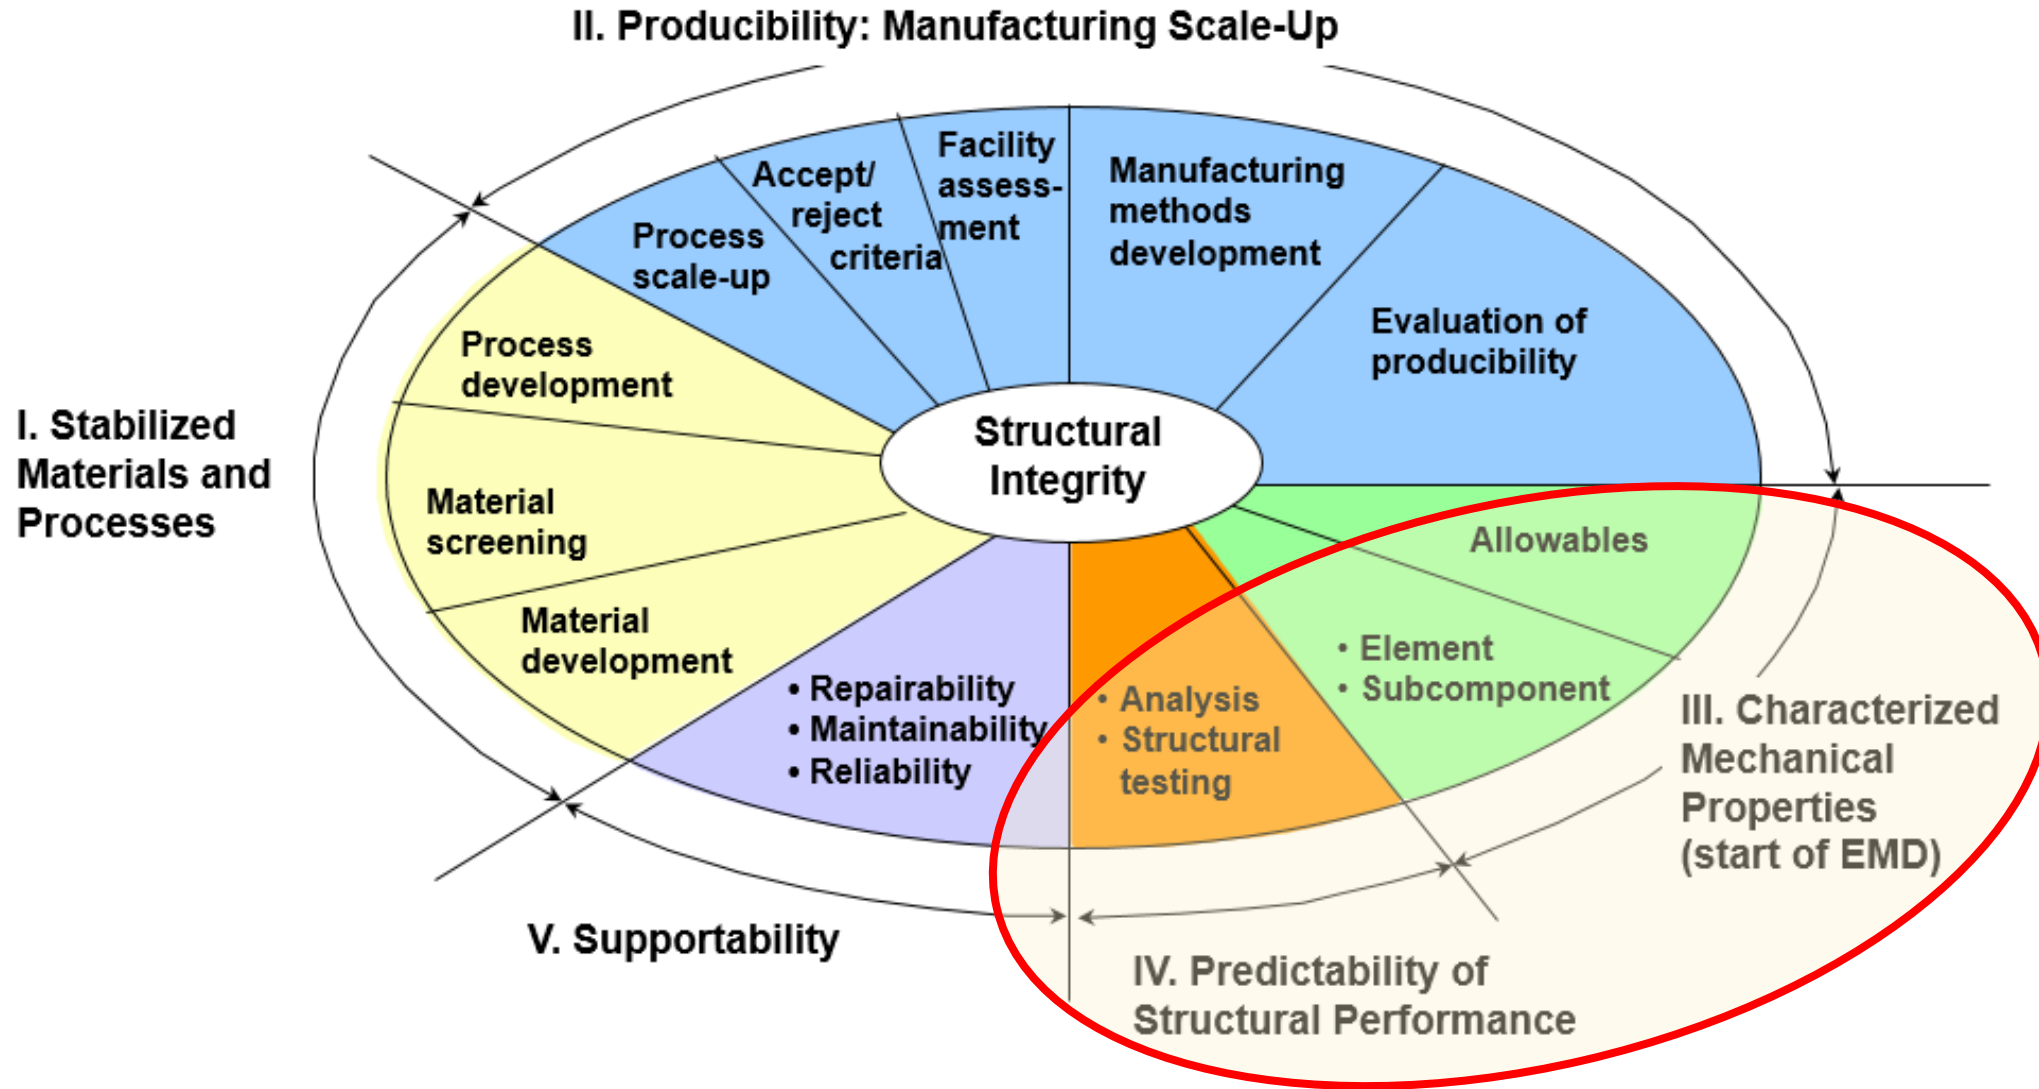 II. Producibility: Manufacturing Scale-Up
Facility
assess-
ment
Accept/
reject
criteria
Manufacturing
methods
development
Process
scale-up
Evaluation of
producibility
Process
development
I. Stabilized
Materials and
Processes
Structural
Integrity
Material
screening
Allowables
Material
development
• Element
• Subcomponent
• Repairability
• Maintainability
• Reliability
• Analysis
• Structural
testing
III. Characterized
Mechanical
Properties
(start of EMD)
V. Supportability
IV. Predictability of
Structural Performance